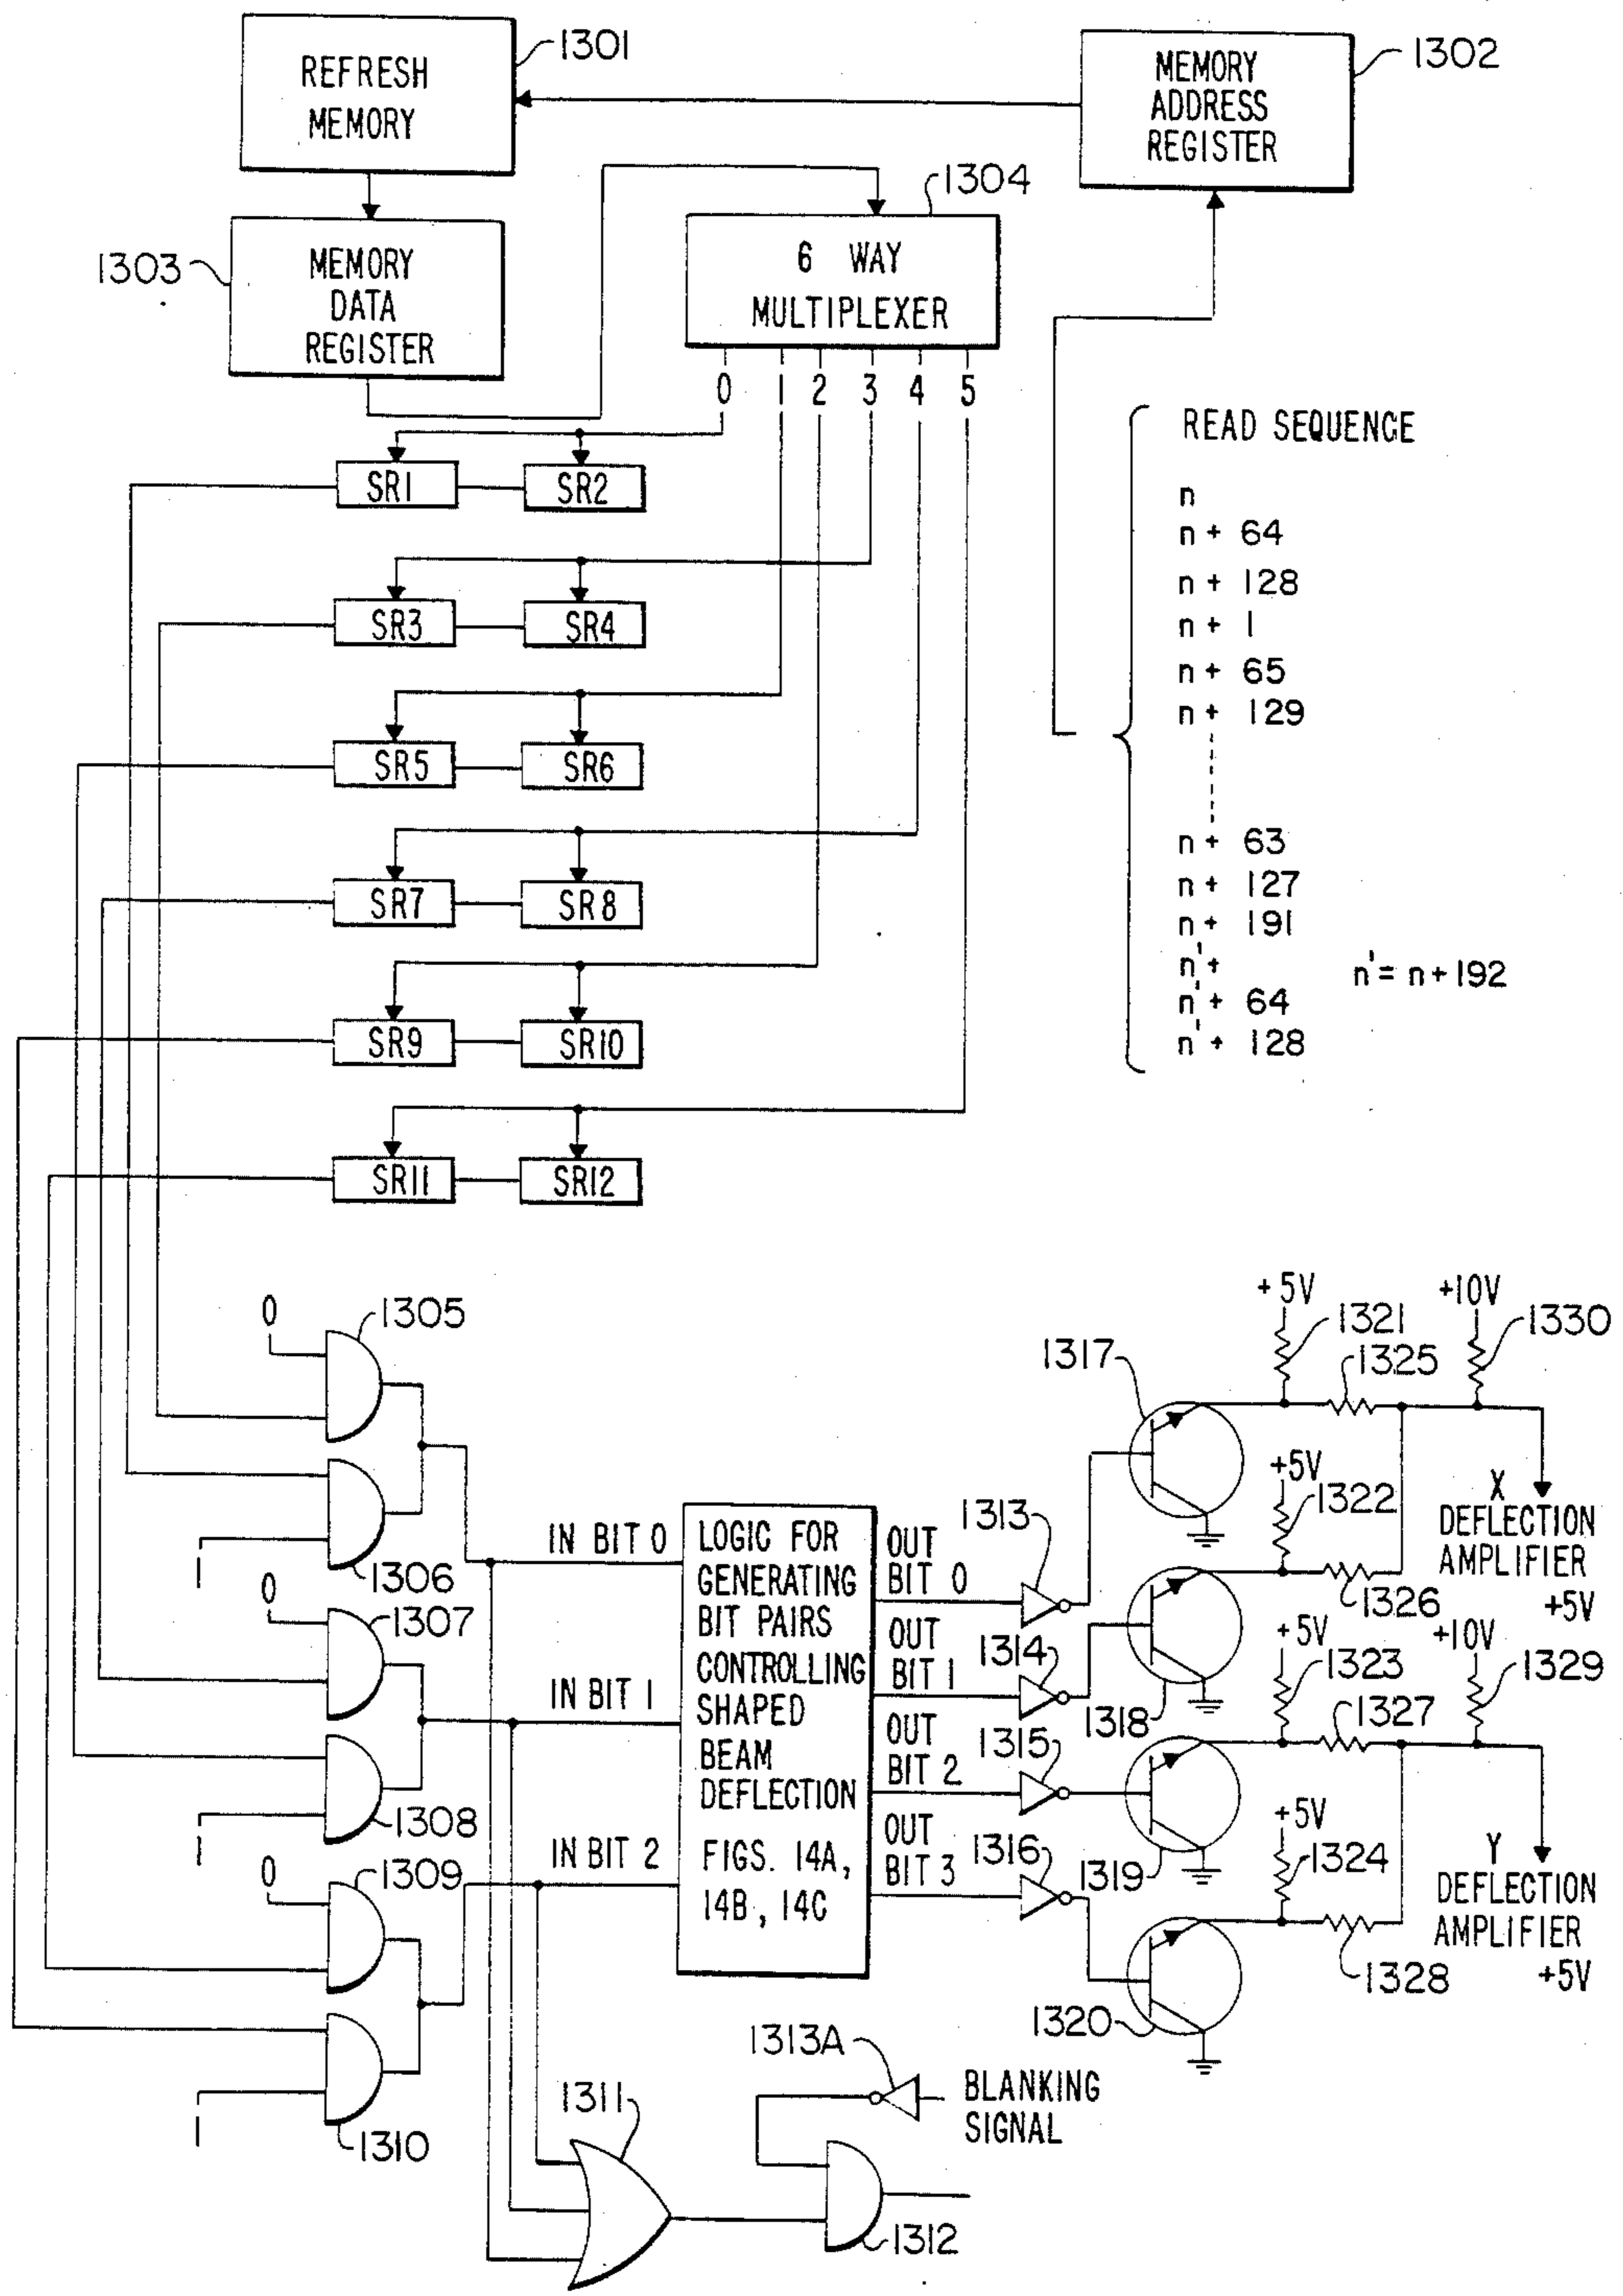 REFRESH
MEMORY
1301
MEMORY
ADDRESS
REGISTER
1302
1303
MEMORY
DATA
REGISTER
1304
6 WAY
MULTIPLEXER
0 1 2 3 4 5
SR1 SR2
SR3 SR4
SR5 SR6
SR7 SR8
SR9 SR10
SR11 SR12
READ SEQUENCE
n
n + 64
n + 128
n + 1
n + 65
n + 129
n + 63
n + 127
n + 191
n' +
n' + 64
n' + 128
n' = n + 192
0
1305
1
1306
0
1307
1
1308
0
1309
1
1310
IN BIT 0
IN BIT 1
IN BIT 2
LOGIC FOR
GENERATING
BIT PAIRS
CONTROLLING
SHAPED
BEAM
DEFLECTION
FIGS. 14A,
14B, 14C
OUT
BIT 0
OUT
BIT 1
OUT
BIT 2
OUT
BIT 3
1313
1314
1315
1316
1317
1318
1319
1320
+5V
1321
1325
+10V
1330
+5V
1322
1326
X
DEFLECTION
AMPLIFIER
+5V
+5V
1323
1327
+10V
1329
+5V
1324
1328
Y
DEFLECTION
AMPLIFIER
+5V
1311
1313A
BLANKING
SIGNAL
1312